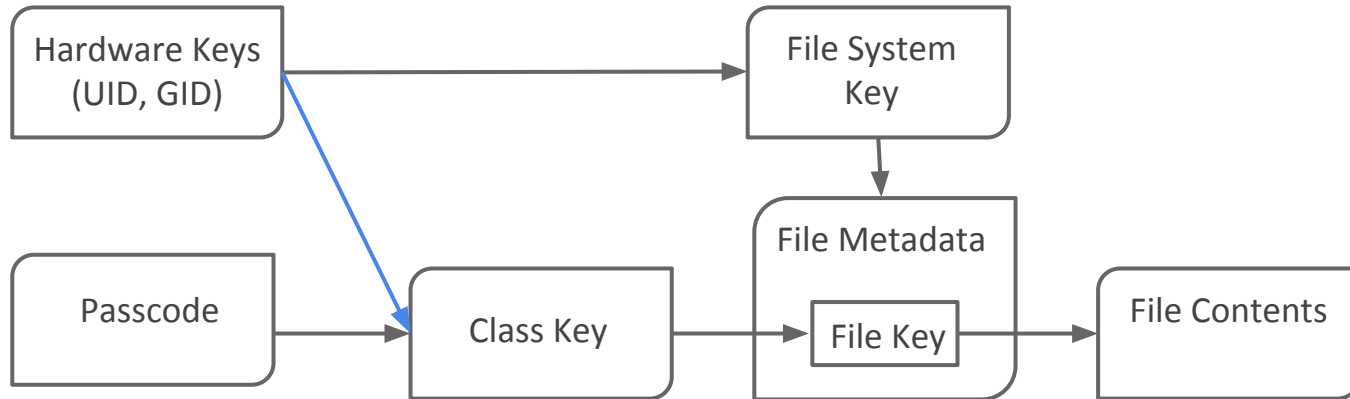 Hardware Keys
(UID, GID)
File System
Key
File Metadata
Passcode
Class Key
File Key
File Contents